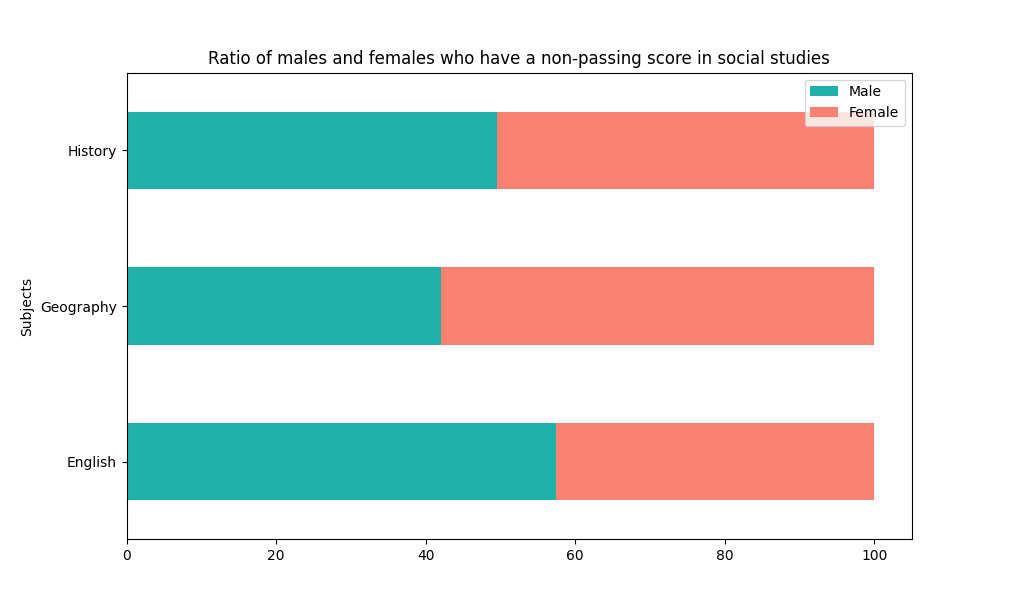 Ratio of males and females who have a non-passing score in social studies
Male
Female
History
Geography
English
Subjects
0 20 40 60 80 100